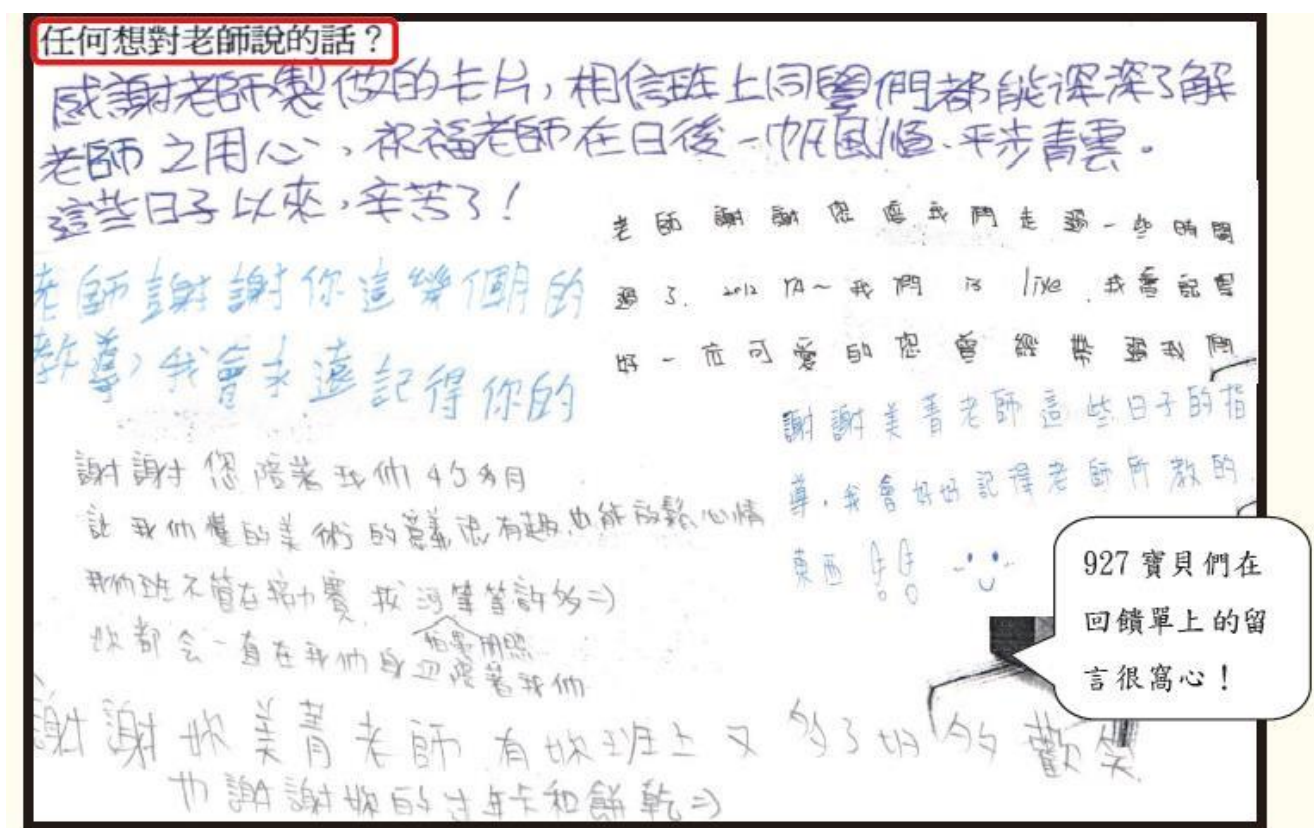 任何想對老師說的話？
感謝老師製做的卡片，相信班上同學們都能深深了解
老師之用心，祝福老師在日後一帆風順、平步青雲。
這些日子以來，辛苦了！
老師謝謝您陪我們走過一些時間
過了．2012 YA～我們 is like．我會記得
好一位可愛的您曾經帶過我們
老師謝謝你這幾個月的
教導，我會永遠記得你的
謝謝美青老師這些日子的指
導，我會好好記得老師所教的
東西!!
謝謝您陪著我們4個多月
讓我們懂的美術的意義很有趣，也能放鬆心情
我們班不管在接力賽 拔河等等許多=)
拍畢業照
妳都会一直在我們身边陪著我們
謝謝妳美青老師有妳班上又多了 的歡笑
也謝謝妳的 卡和餅乾=)
927 寶貝們在
回饋單上的留
言很窩心！